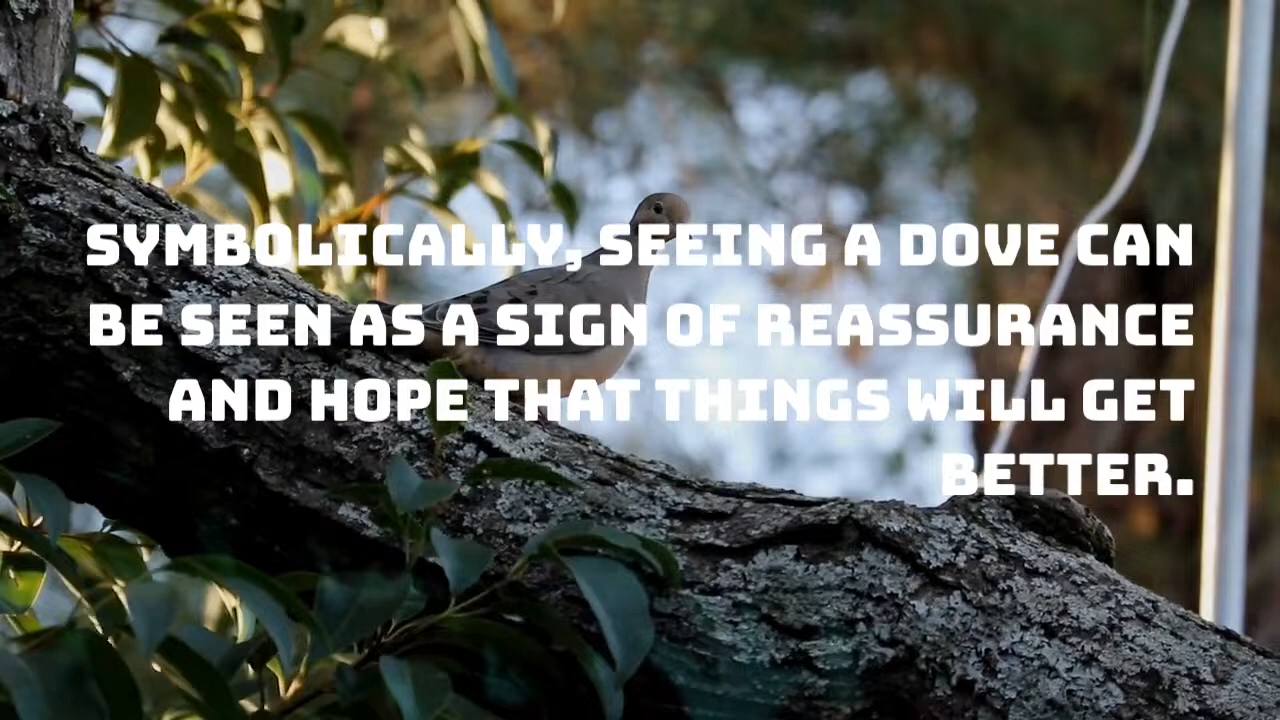 SYMBOLICALLY, SEEING A DOVE CAN
BE SEEN AS A SIGN OF REASSURANCE
AND HOPE THAT THINGS WILL GET
BETTER.